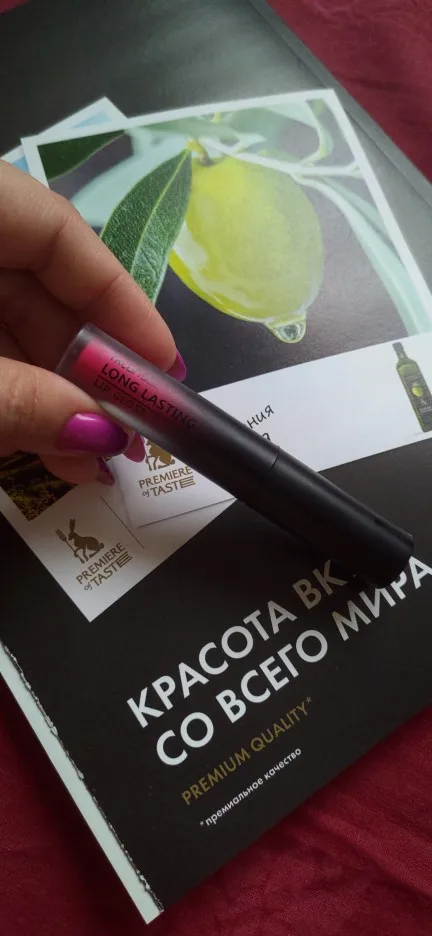 LONG LASTING
LIP GLOSS
НИЯ
PREMIERE
of TASTE
PREMIERE
of TASTE
КРАСОТА ВК
СО ВСЕГО МИРА
PREMIUM QUALITY*
*премиальное качество